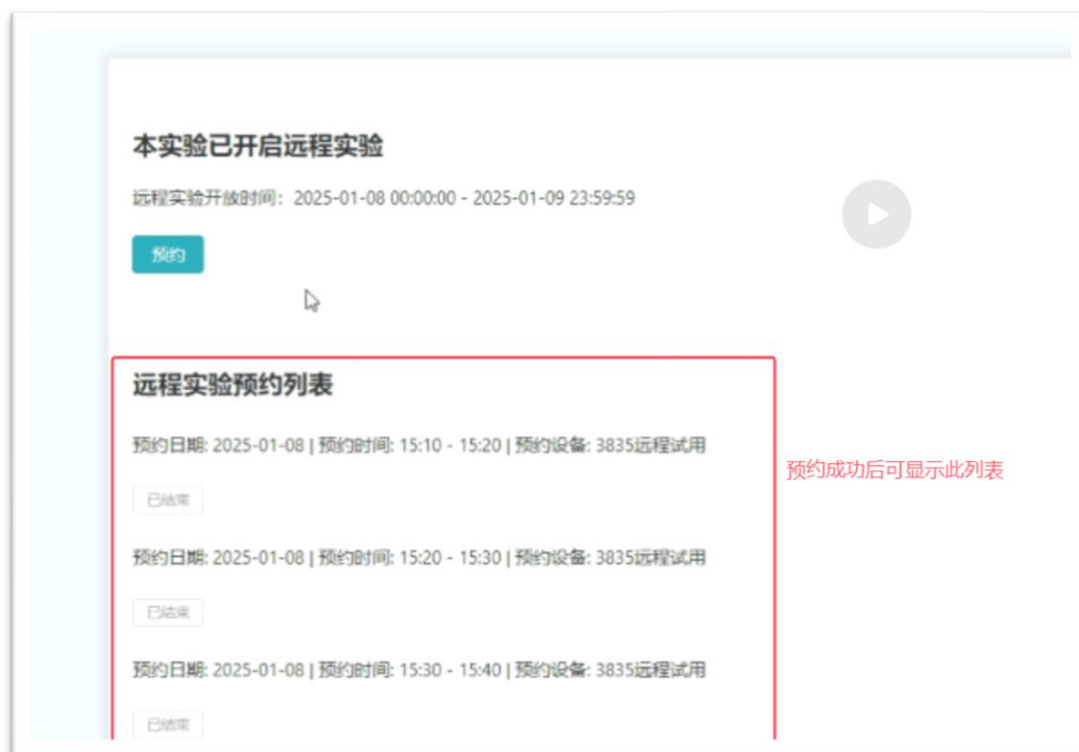 本实验已开启远程实验
远程实验开放时间：2025-01-08 00:00:00 - 2025-01-09 23:59:59
预约
远程实验预约列表
预约日期: 2025-01-08 | 预约时间: 15:10 - 15:20 | 预约设备: 3835远程试用
预约成功后可显示此列表
已结束
预约日期: 2025-01-08 | 预约时间: 15:20 - 15:30 | 预约设备: 3835远程试用
已结束
预约日期: 2025-01-08 | 预约时间: 15:30 - 15:40 | 预约设备: 3835远程试用
已结束